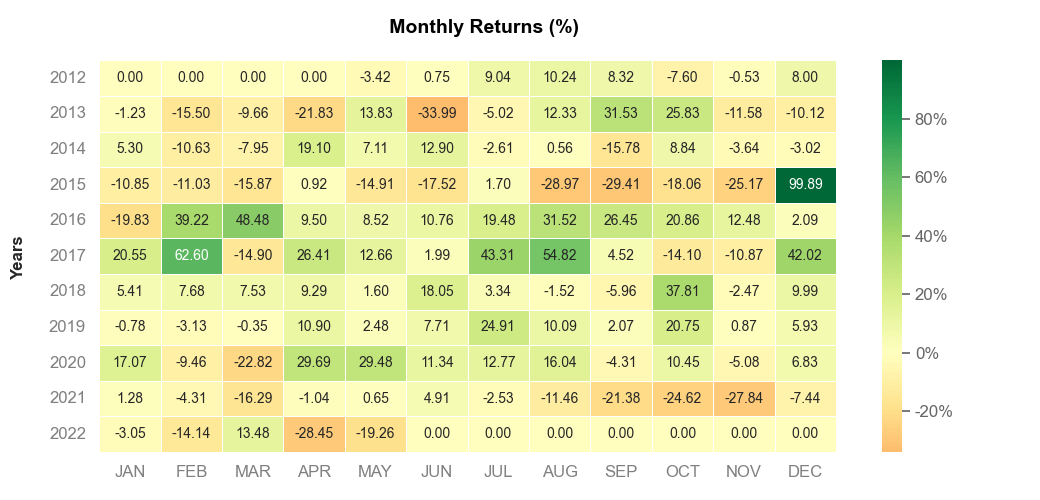 Monthly Returns (%)
Years
2012 0.00 0.00 0.00 0.00 -3.42 0.75 9.04 10.24 8.32 -7.60 -0.53 8.00
2013 -1.23 -15.50 -9.66 -21.83 13.83 -33.99 -5.02 12.33 31.53 25.83 -11.58 -10.12
2014 5.30 -10.63 -7.95 19.10 7.11 12.90 -2.61 0.56 -15.78 8.84 -3.64 -3.02
2015 -10.85 -11.03 -15.87 0.92 -14.91 -17.52 1.70 -28.97 -29.41 -18.06 -25.17 99.89
2016 -19.83 39.22 48.48 9.50 8.52 10.76 19.48 31.52 26.45 20.86 12.48 2.09
2017 20.55 62.60 -14.90 26.41 12.66 1.99 43.31 54.82 4.52 -14.10 -10.87 42.02
2018 5.41 7.68 7.53 9.29 1.60 18.05 3.34 -1.52 -5.96 37.81 -2.47 9.99
2019 -0.78 -3.13 -0.35 10.90 2.48 7.71 24.91 10.09 2.07 20.75 0.87 5.93
2020 17.07 -9.46 -22.82 29.69 29.48 11.34 12.77 16.04 -4.31 10.45 -5.08 6.83
2021 1.28 -4.31 -16.29 -1.04 0.65 4.91 -2.53 -11.46 -21.38 -24.62 -27.84 -7.44
2022 -3.05 -14.14 13.48 -28.45 -19.26 0.00 0.00 0.00 0.00 0.00 0.00 0.00
JAN FEB MAR APR MAY JUN JUL AUG SEP OCT NOV DEC
80%
60%
40%
20%
0%
-20%